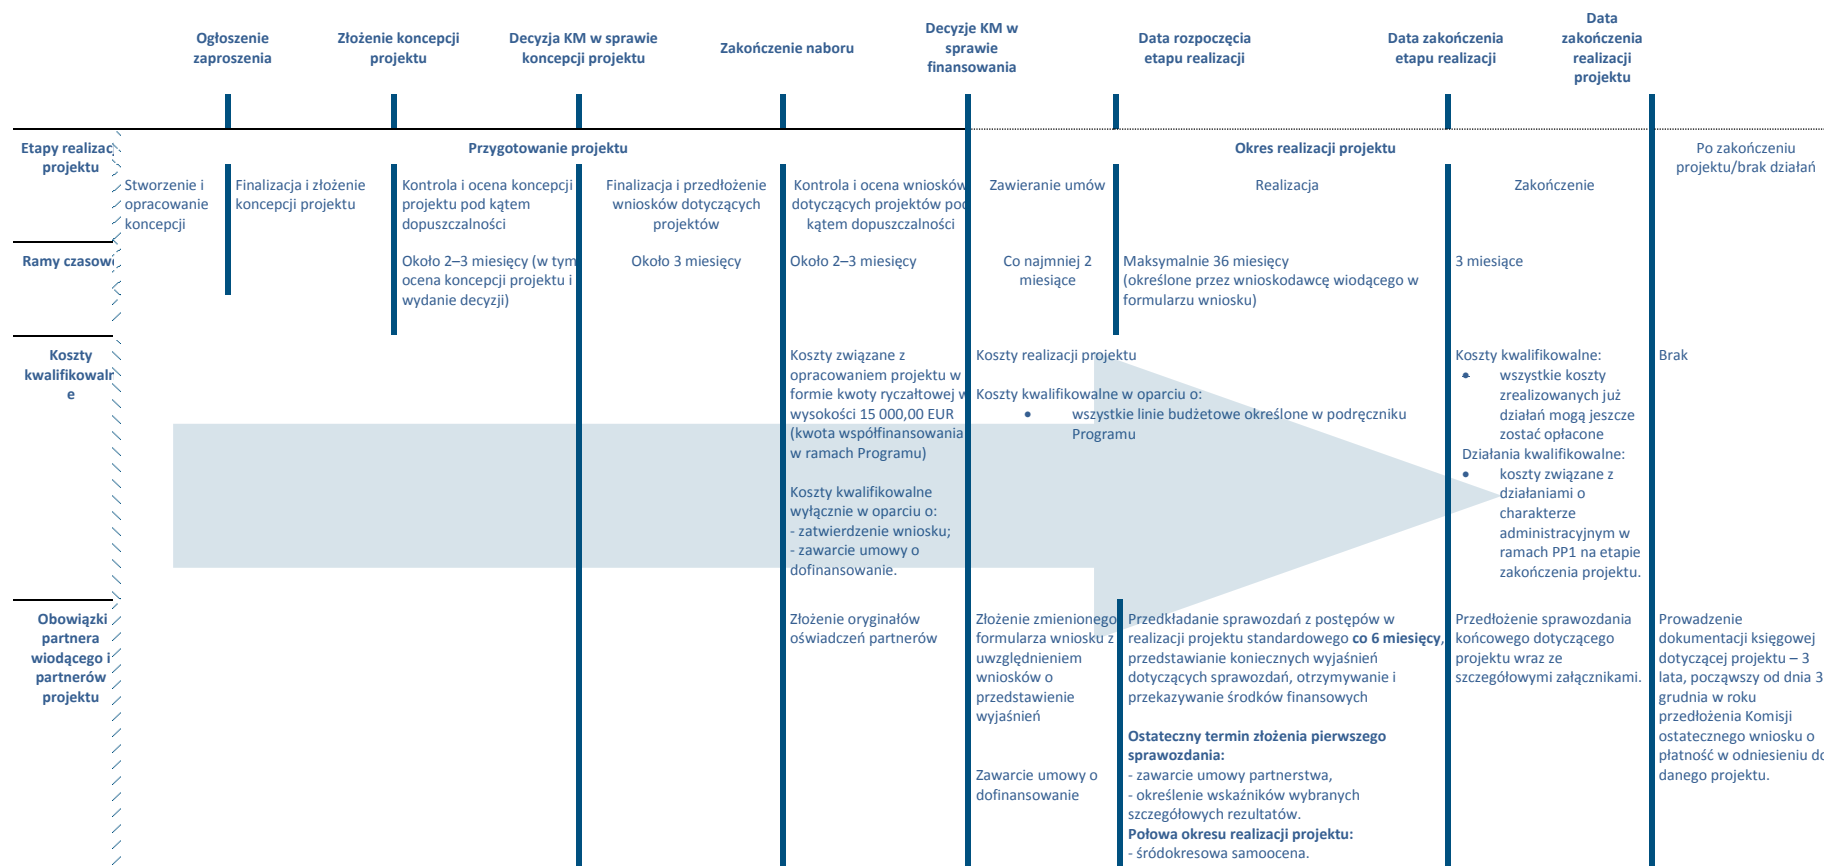 Ogłoszenie
zaproszenia
Złożenie koncepcji
projektu
Decyzja KM w sprawie
koncepcji projektu
Zakończenie naboru
Decyzje KM w
sprawie
finansowania
Data rozpoczęcia
etapu realizacji
Data zakończenia
etapu realizacji
Data
zakończenia
realizacji
projektu
Etapy realizac
projektu
Przygotowanie projektu
Okres realizacji projektu
Po zakończeniu
projektu/brak działań
Stworzenie i
opracowanie
koncepcji
Finalizacja i złożenie
koncepcji projektu
Kontrola i ocena koncepcji
projektu pod kątem
dopuszczalności
Finalizacja i przedłożenie
wniosków dotyczących
projektów
Kontrola i ocena wniosków
dotyczących projektów pod
kątem dopuszczalności
Zawieranie umów
Realizacja
Zakończenie
Ramy czasowe
Około 2–3 miesięcy (w tym
ocena koncepcji projektu i
wydanie decyzji)
Około 3 miesięcy
Około 2–3 miesięcy
Co najmniej 2
miesiące
Maksymalnie 36 miesięcy
(określone przez wnioskodawcę wiodącego w
formularzu wniosku)
3 miesiące
Koszty
kwalifikowaln
e
Koszty związane z
opracowaniem projektu w
formie kwoty ryczałtowej w
wysokości 15 000,00 EUR
(kwota współfinansowania
w ramach Programu)
Koszty kwalifikowalne
wyłącznie w oparciu o:
- zatwierdzenie wniosku;
- zawarcie umowy o
dofinansowanie.
Koszty realizacji projektu
Koszty kwalifikowalne w oparciu o:
• wszystkie linie budżetowe określone w podręczniku
Programu
Koszty kwalifikowalne:
• wszystkie koszty
zrealizowanych już
działań mogą jeszcze
zostać opłacone
Działania kwalifikowalne:
• koszty związane z
działaniami o
charakterze
administracyjnym w
ramach PP1 na etapie
zakończenia projektu.
Brak
Obowiązki
partnera
wiodącego i
partnerów
projektu
Złożenie oryginałów
oświadczeń partnerów
Złożenie zmienionego
formularza wniosku z
uwzględnieniem
wniosków o
przedstawienie
wyjaśnień
Zawarcie umowy o
dofinansowanie
Przedkładanie sprawozdań z postępów w
realizacji projektu standardowego co 6 miesięcy,
przedstawianie koniecznych wyjaśnień
dotyczących sprawozdań, otrzymywanie i
przekazywanie środków finansowych
Ostateczny termin złożenia pierwszego
sprawozdania:
- zawarcie umowy partnerstwa,
- określenie wskaźników wybranych
szczegółowych rezultatów.
Połowa okresu realizacji projektu:
- śródokresowa samoocena.
Przedłożenie sprawozdania
końcowego dotyczącego
projektu wraz ze
szczegółowymi załącznikami.
Prowadzenie
dokumentacji księgowej
dotyczącej projektu – 3
lata, począwszy od dnia 3
grudnia w roku
przedłożenia Komisji
ostatecznego wniosku o
płatność w odniesieniu do
danego projektu.